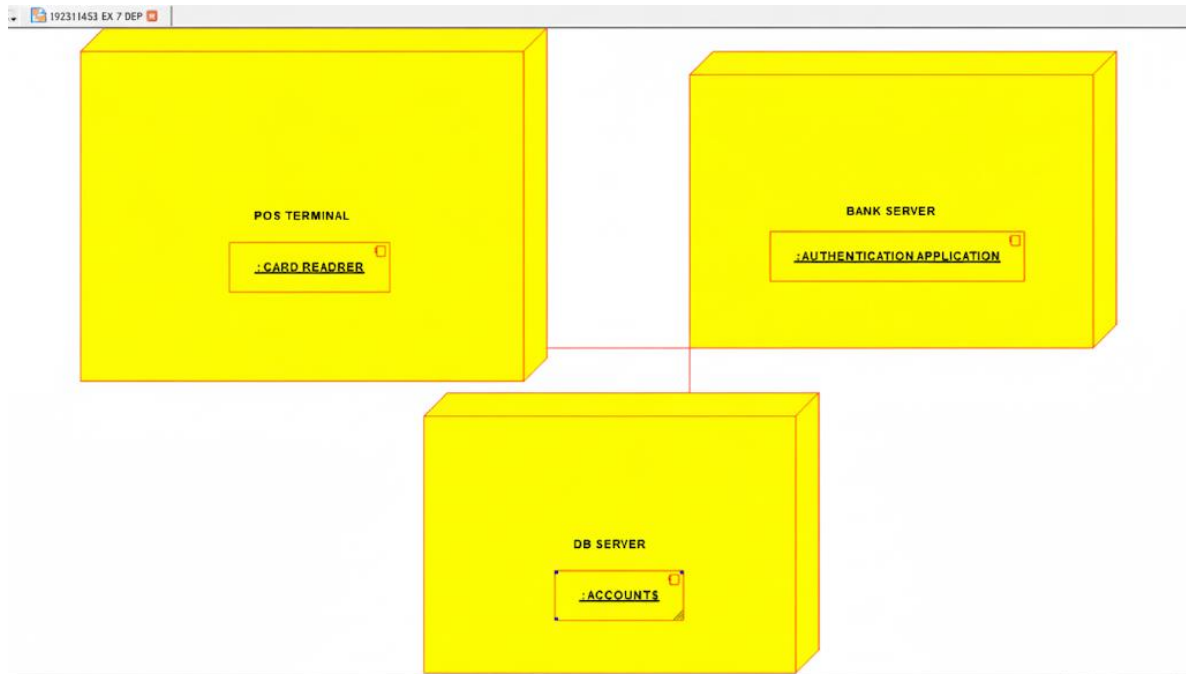 192311453 EX 7 DEP
POS TERMINAL
:CARD READRER
BANK SERVER
:AUTHENTICATION APPLICATION
DB SERVER
:ACCOUNTS